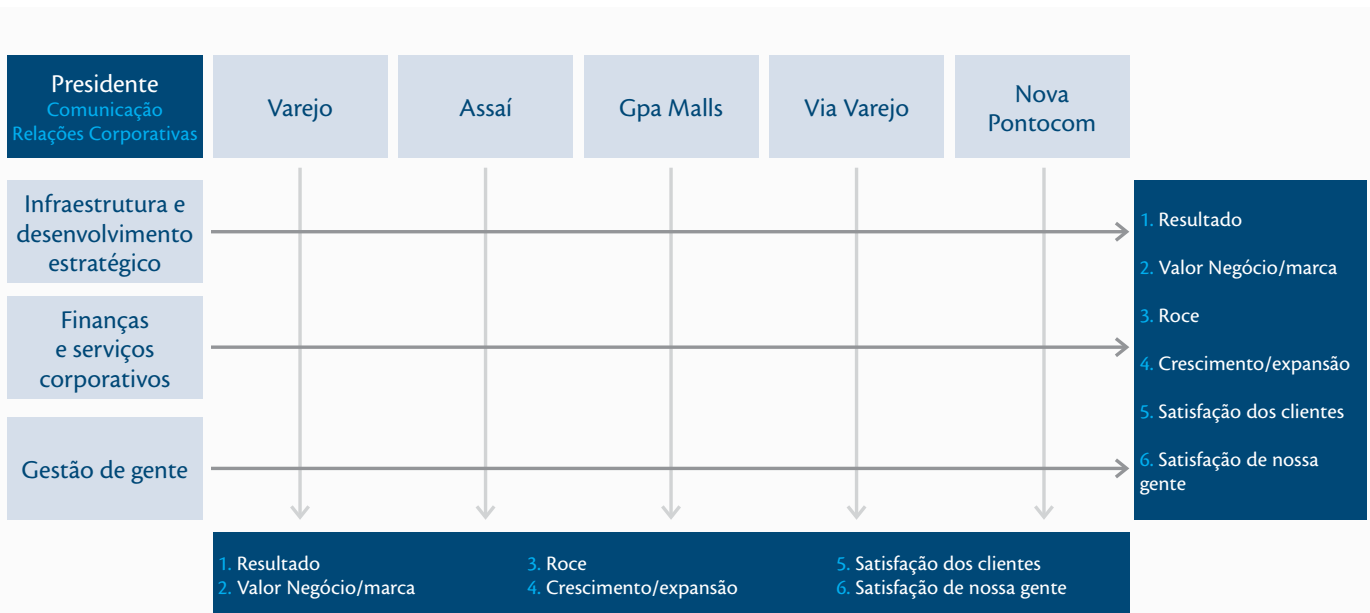 Presidente
Comunicação
Relações Corporativas
Varejo
Assaí
Gpa Malls
Via Varejo
Nova
Pontocom
Infraestrutura e
desenvolvimento
estratégico
Finanças
e serviços
corporativos
Gestão de gente
1. Resultado
2. Valor Negócio/marca
3. Roce
4. Crescimento/expansão
5. Satisfação dos clientes
6. Satisfação de nossa
gente
1. Resultado
2. Valor Negócio/marca
3. Roce
4. Crescimento/expansão
5. Satisfação dos clientes
6. Satisfação de nossa gente